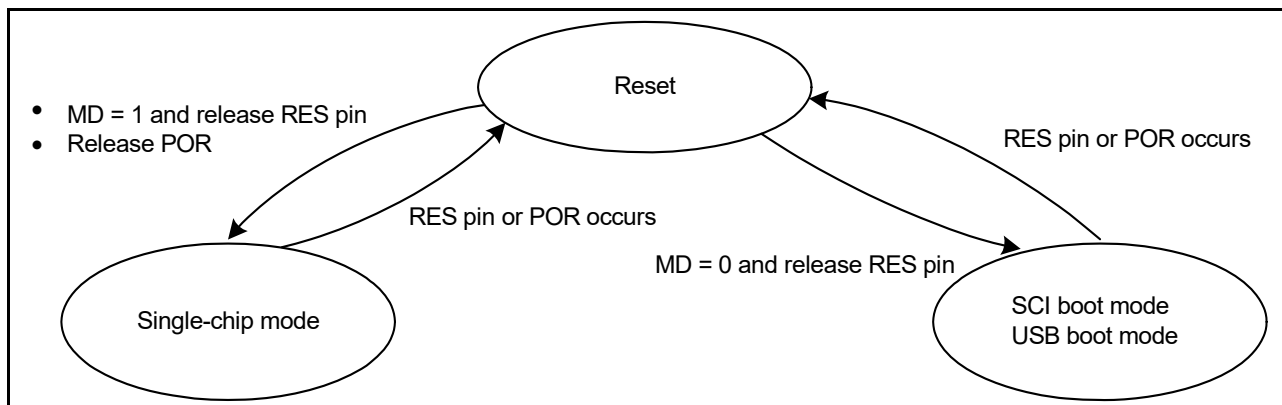 Reset
• MD = 1 and release RES pin
• Release POR
RES pin or POR occurs
RES pin or POR occurs
MD = 0 and release RES pin
Single-chip mode
SCI boot mode
USB boot mode